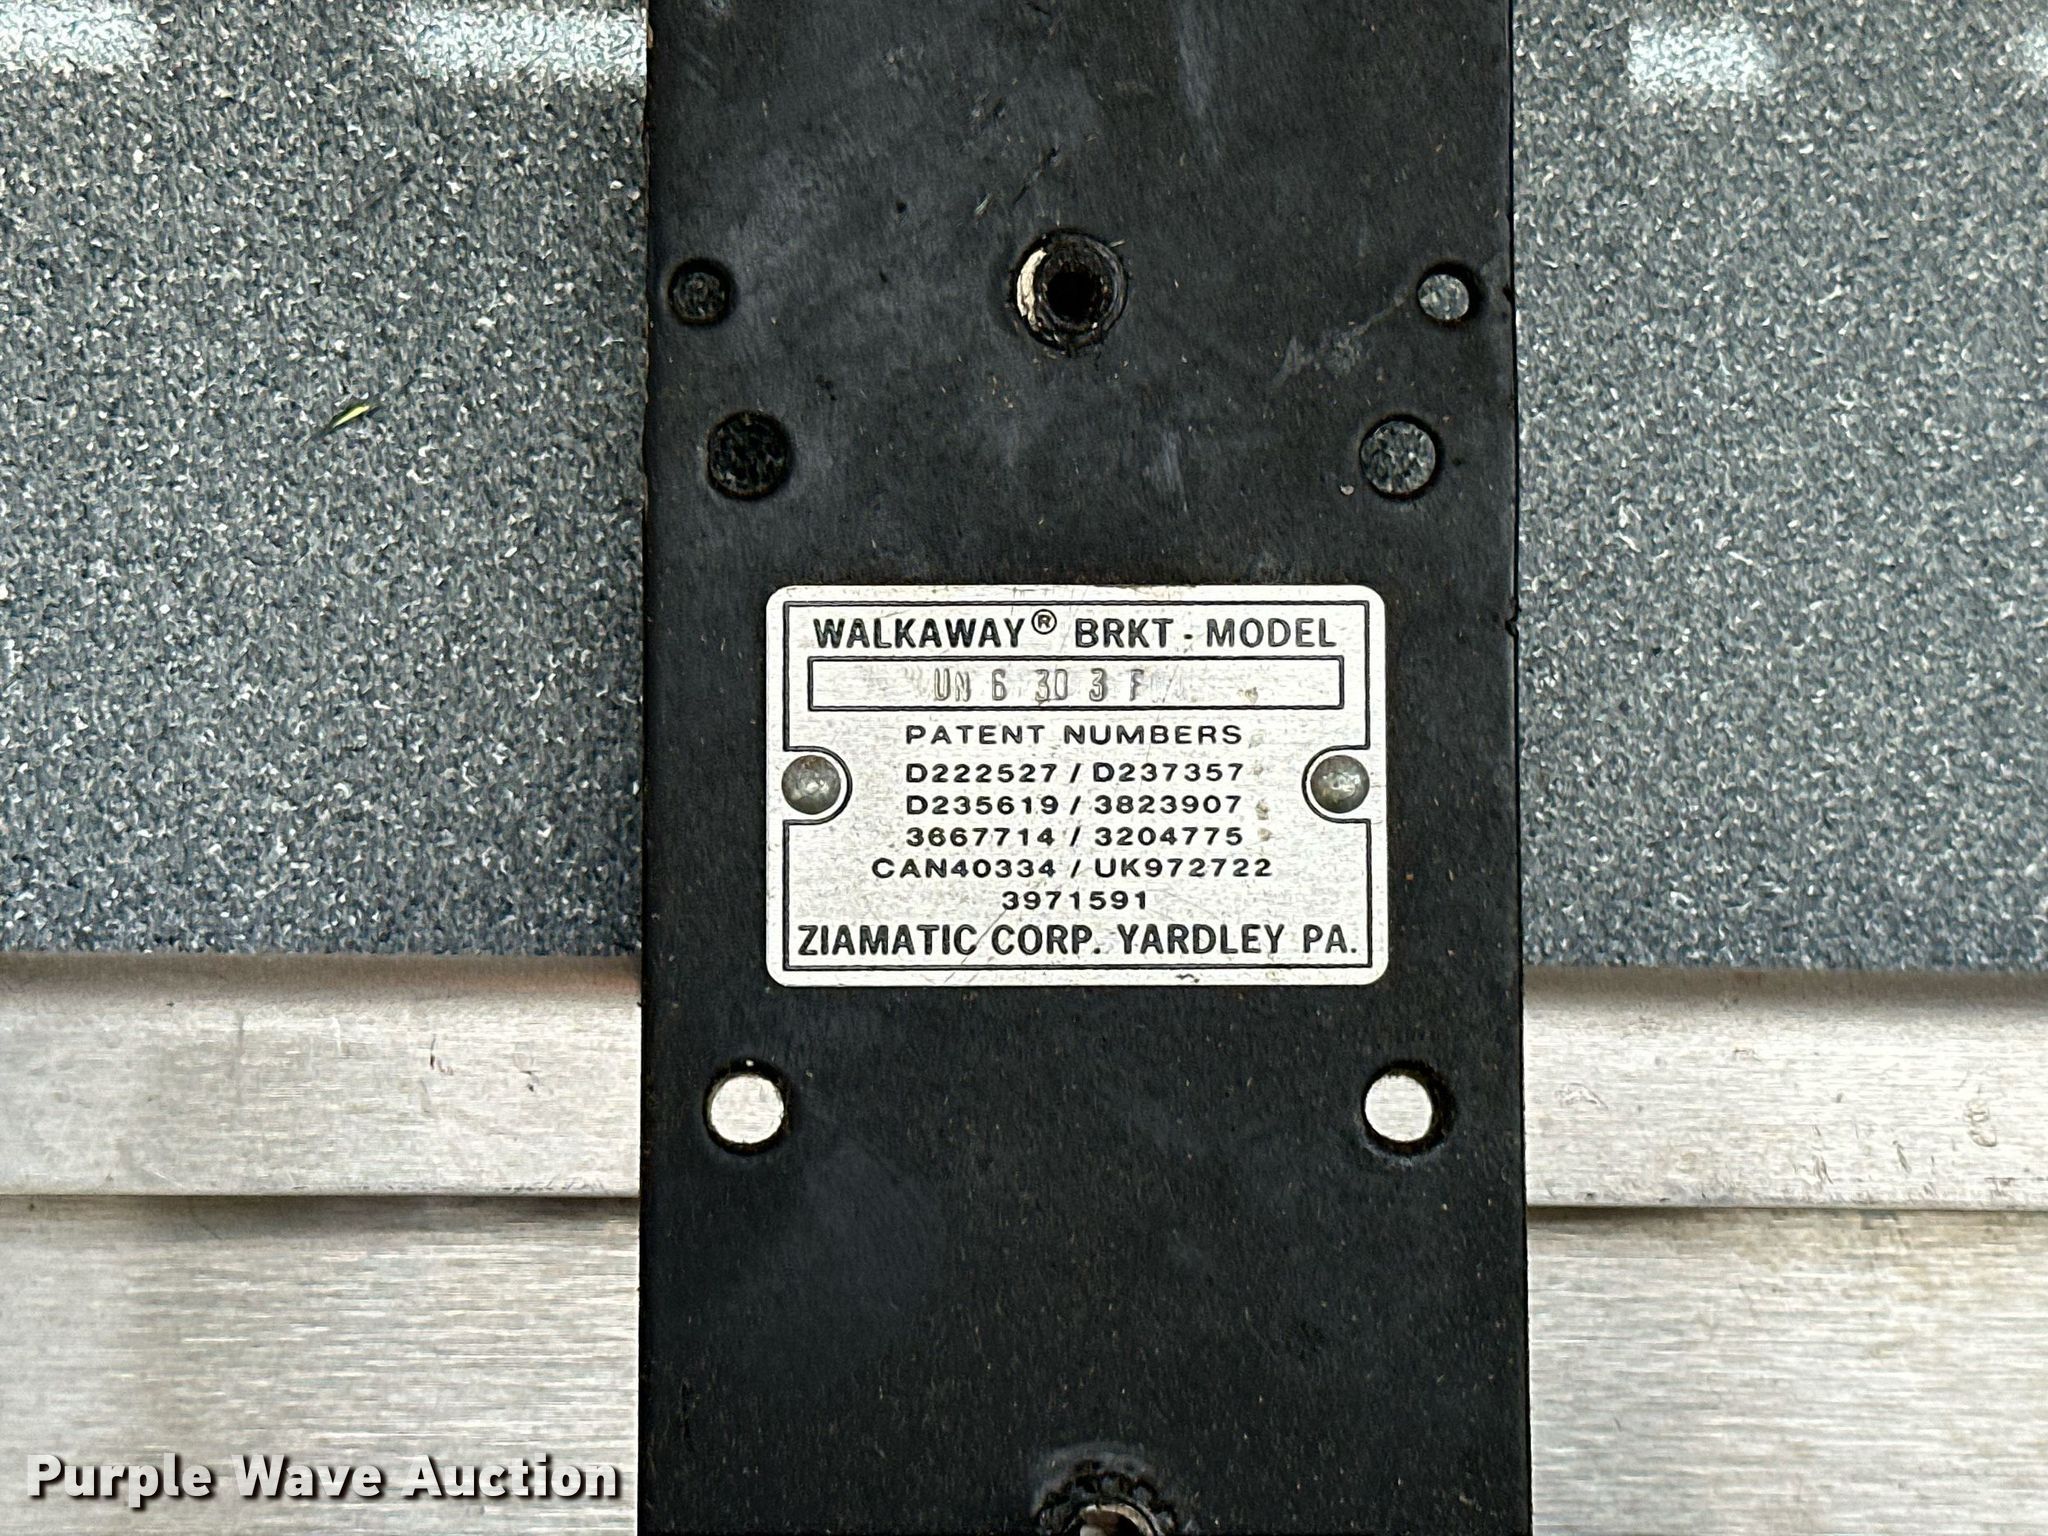 WALKAWAY® BRKT - MODEL
UN 6 30 3 F
PATENT NUMBERS
D222527 / D237357
D235619 / 3823907
3667714 / 3204775
CAN40334 / UK972722
3971591
ZIAMATIC CORP. YARDLEY PA.
Purple Wave Auction